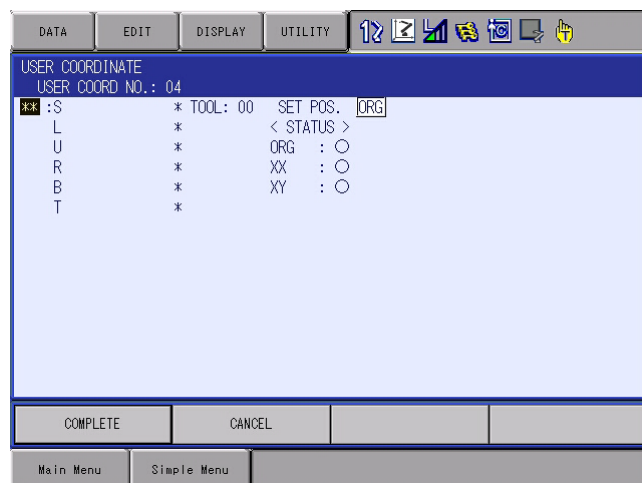 DATA EDIT DISPLAY UTILITY
USER COORDINATE
USER COORD NO.: 04
** :S * TOOL: 00 SET POS. ORG
L * < STATUS >
U * ORG : ○
R * XX : ○
B * XY : ○
T *
COMPLETE CANCEL
Main Menu Simple Menu